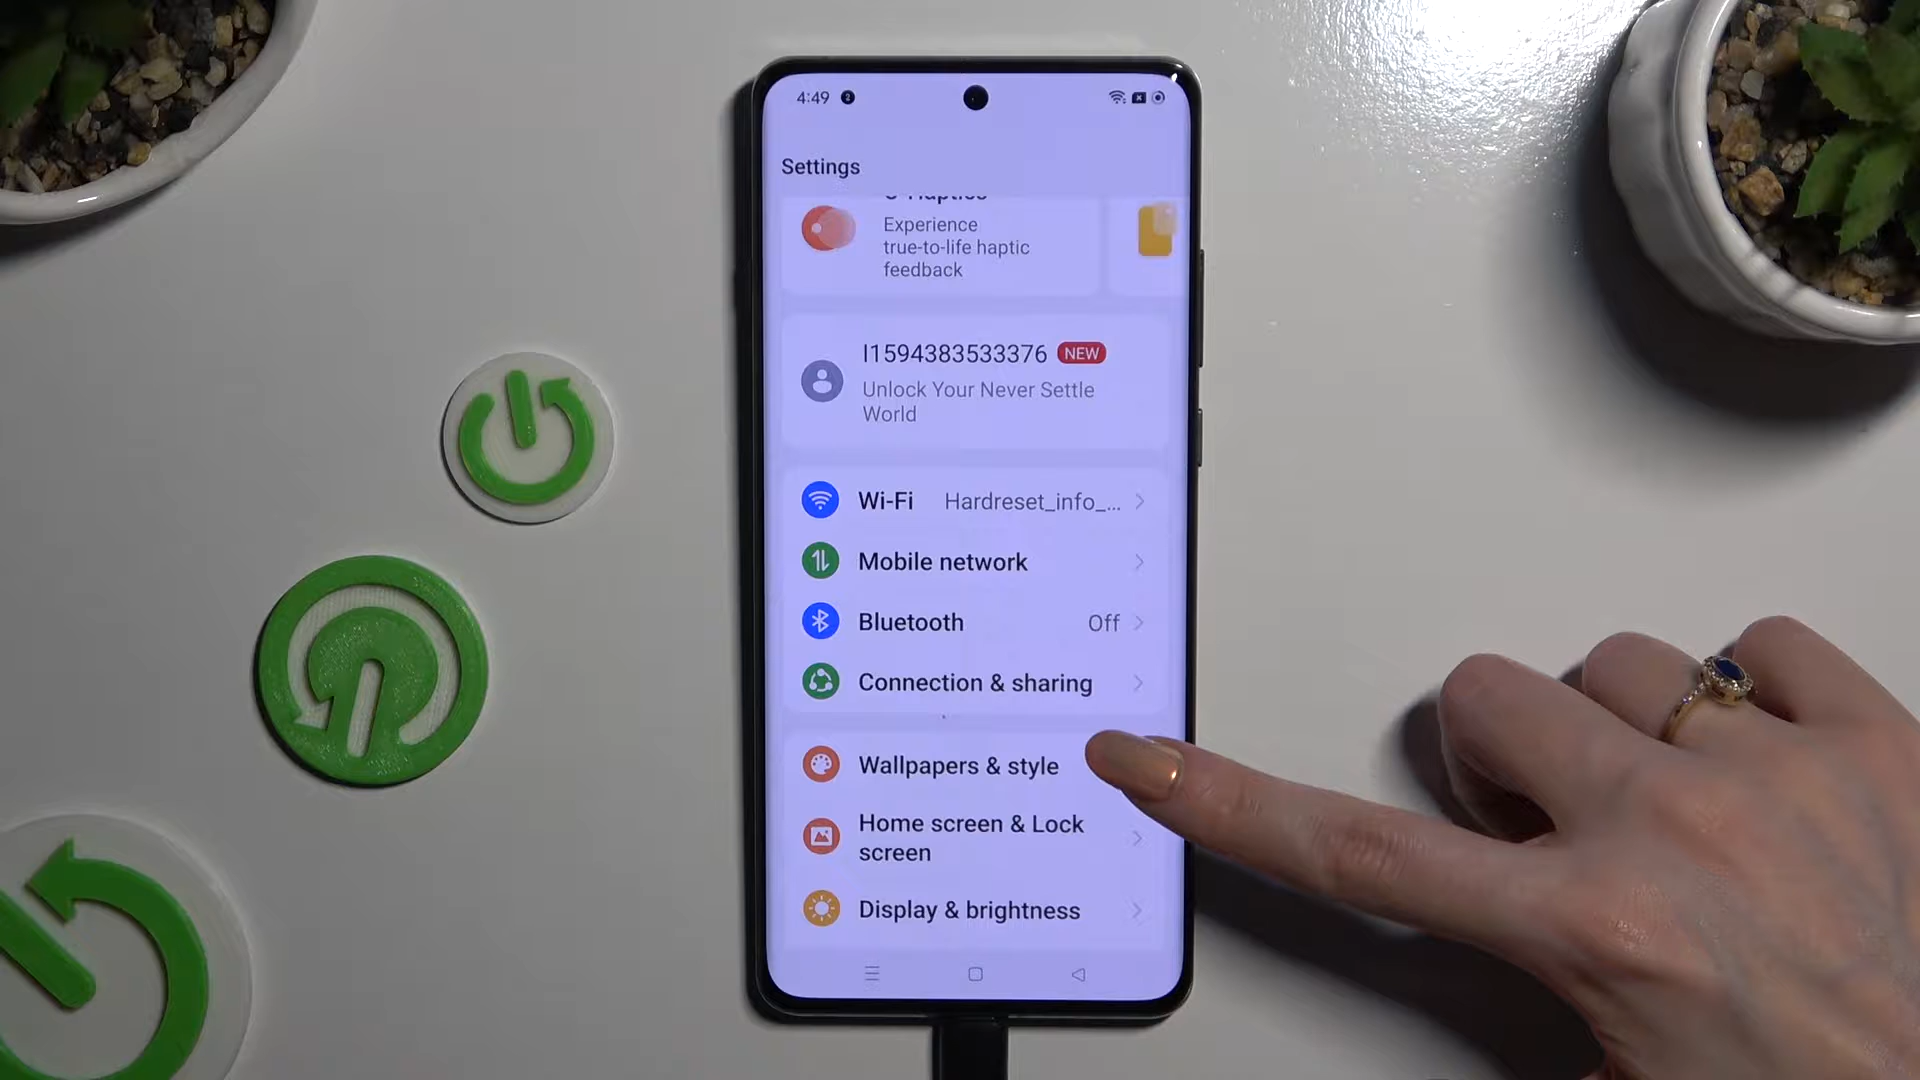 4:49
Settings
Experience
true-to-life haptic
feedback
I1594383533376 NEW
Unlock Your Never Settle
World
Wi-Fi Hardreset_info_...
Mobile network
Bluetooth Off
Connection & sharing
Wallpapers & style
Home screen & Lock
screen
Display & brightness